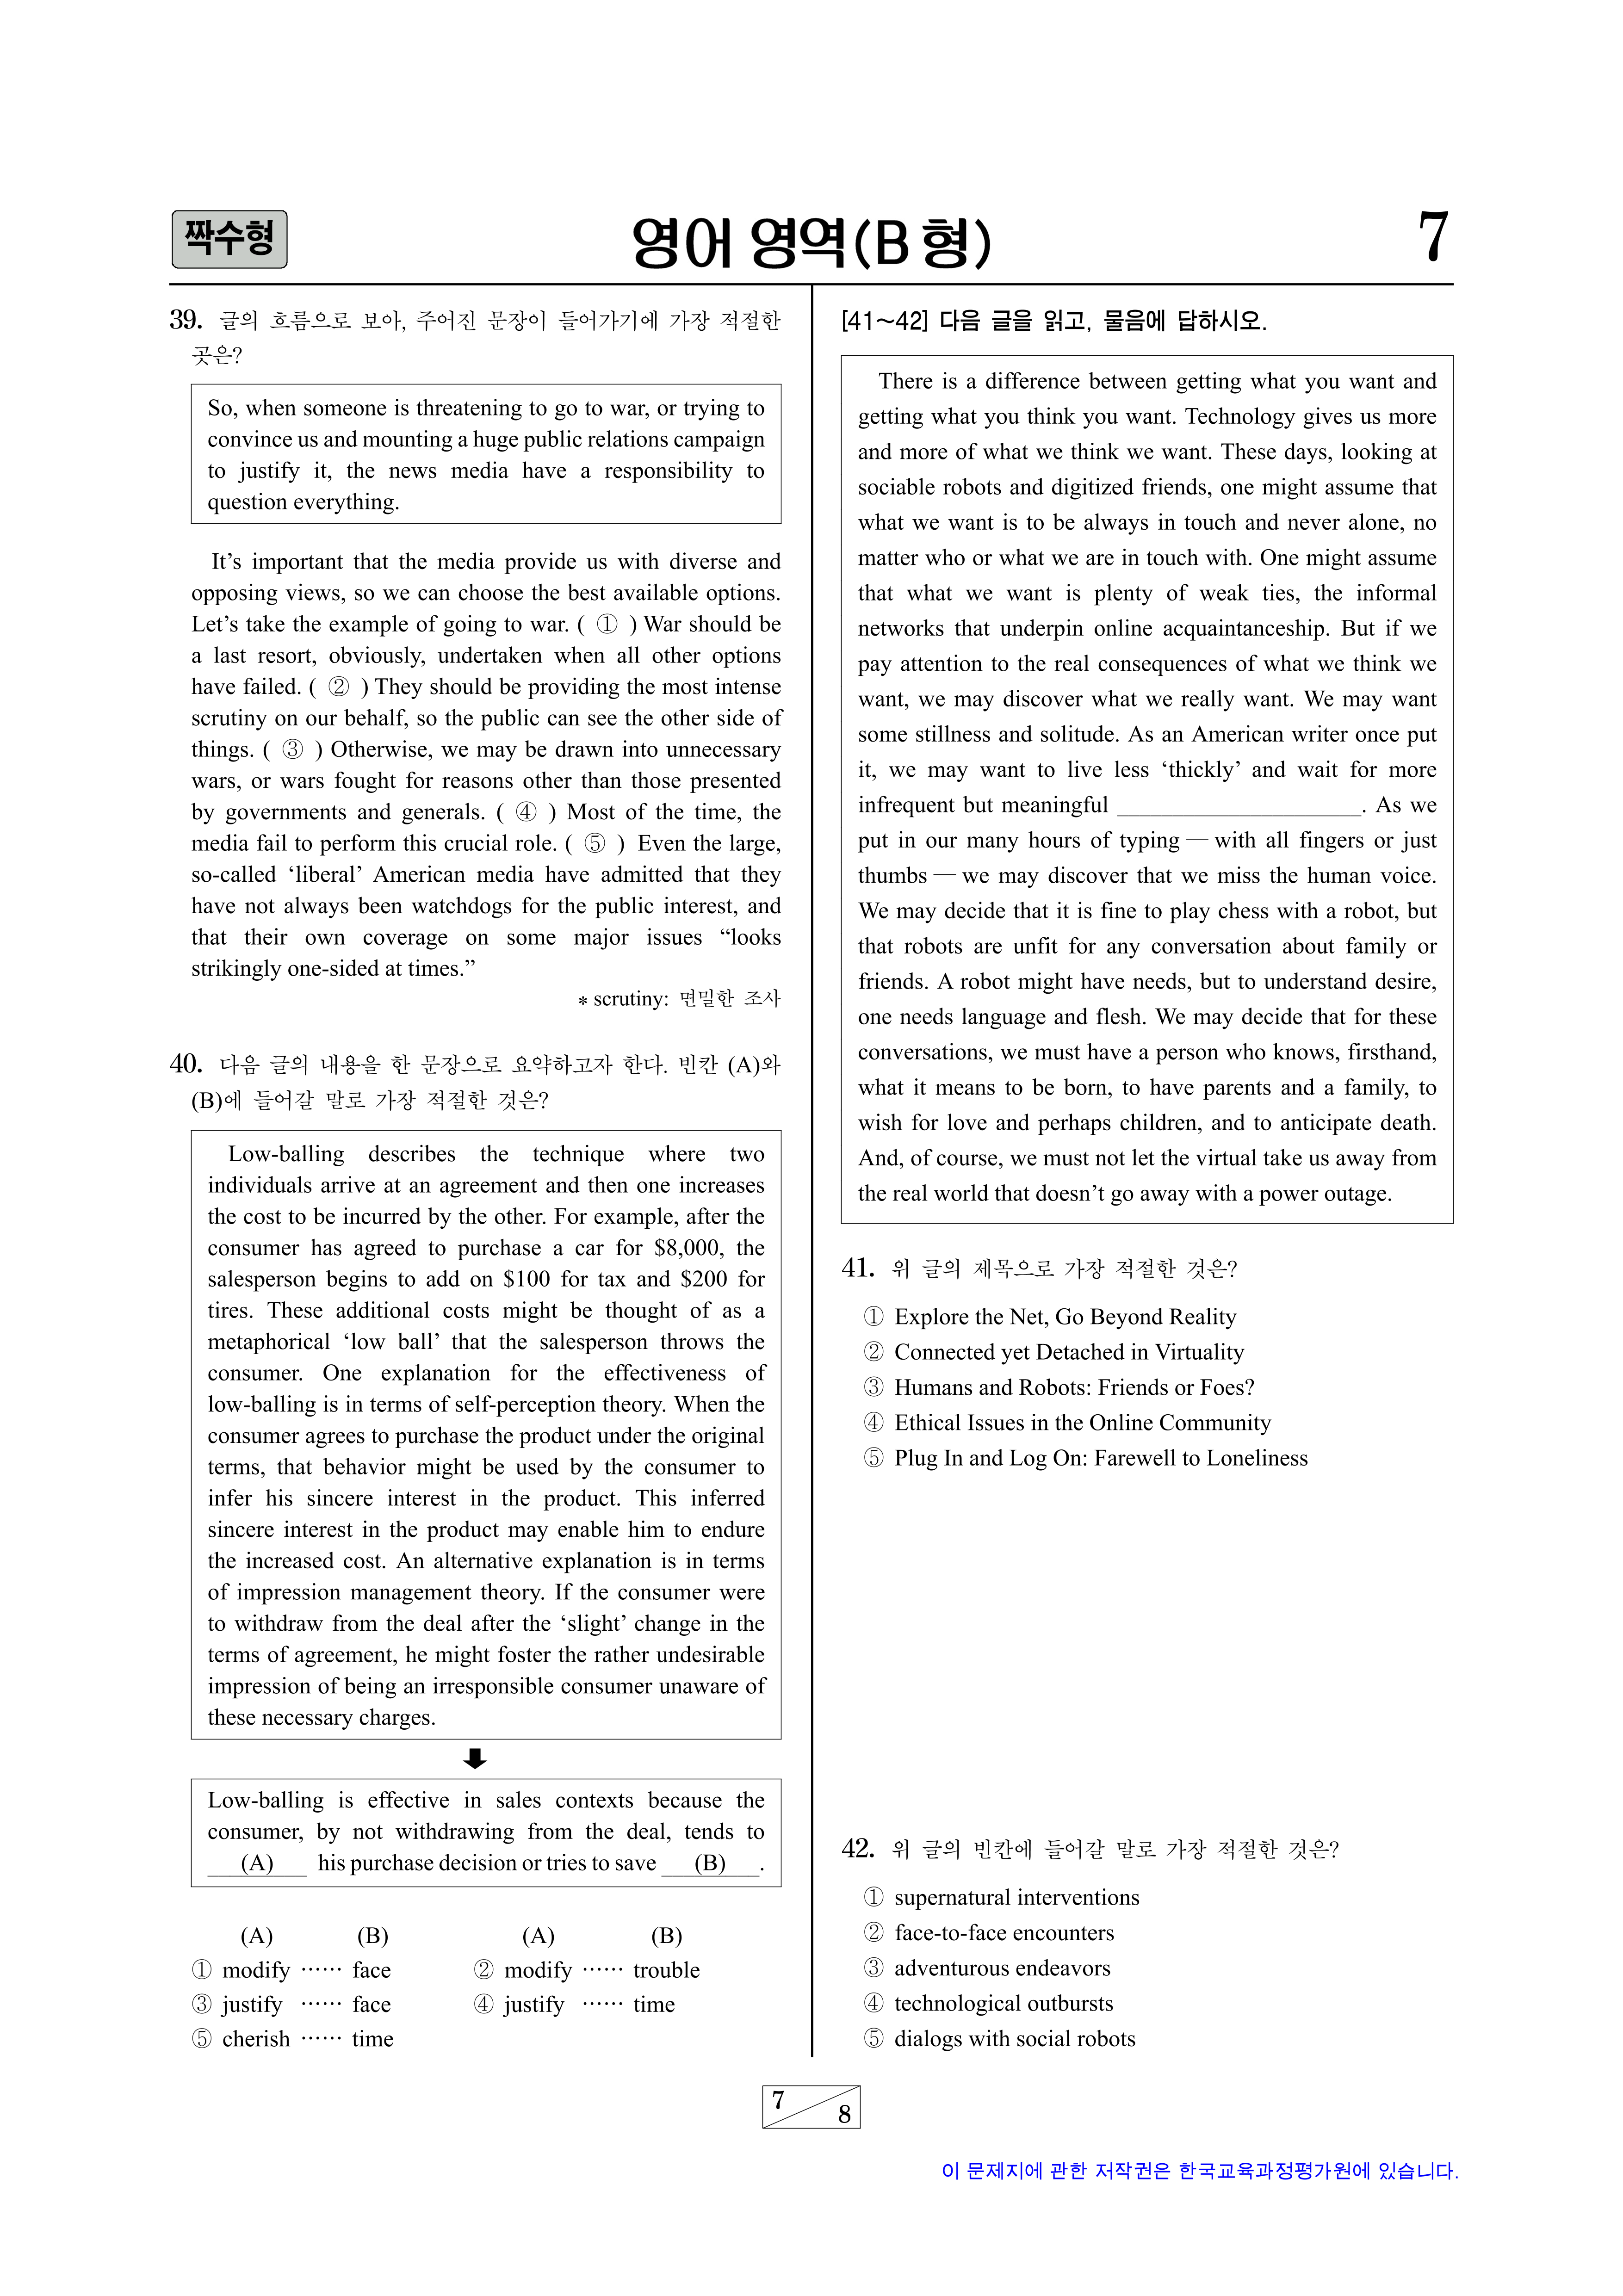 짝수형
영어 영역(B 형)
7
39. 글의 흐름으로 보아, 주어진 문장이 들어가기에 가장 적절한
곳은?
So, when someone is threatening to go to war, or trying to
convince us and mounting a huge public relations campaign
to justify it, the news media have a responsibility to
question everything.
It's important that the media provide us with diverse and
opposing views, so we can choose the best available options.
Let's take the example of going to war. ( ① ) War should be
a last resort, obviously, undertaken when all other options
have failed. ( ② ) They should be providing the most intense
scrutiny on our behalf, so the public can see the other side of
things. ( ③ ) Otherwise, we may be drawn into unnecessary
wars, or wars fought for reasons other than those presented
by governments and generals. ( ④ ) Most of the time, the
media fail to perform this crucial role. ( ⑤ ) Even the large,
so-called ‘liberal’ American media have admitted that they
have not always been watchdogs for the public interest, and
that their own coverage on some major issues “looks
strikingly one-sided at times.”
* scrutiny: 면밀한 조사
40. 다음 글의 내용을 한 문장으로 요약하고자 한다. 빈칸 (A)와
(B)에 들어갈 말로 가장 적절한 것은?
Low-balling describes the technique where two
individuals arrive at an agreement and then one increases
the cost to be incurred by the other. For example, after the
consumer has agreed to purchase a car for $8,000, the
salesperson begins to add on $100 for tax and $200 for
tires. These additional costs might be thought of as a
metaphorical ‘low ball’ that the salesperson throws the
consumer. One explanation for the effectiveness of
low-balling is in terms of self-perception theory. When the
consumer agrees to purchase the product under the original
terms, that behavior might be used by the consumer to
infer his sincere interest in the product. This inferred
sincere interest in the product may enable him to endure
the increased cost. An alternative explanation is in terms
of impression management theory. If the consumer were
to withdraw from the deal after the ‘slight’ change in the
terms of agreement, he might foster the rather undesirable
impression of being an irresponsible consumer unaware of
these necessary charges.
Low-balling is effective in sales contexts because the
consumer, by not withdrawing from the deal, tends to
(A) his purchase decision or tries to save (B) .
(A) (B) (A) (B)
① modify ······ face ② modify ······ trouble
③ justify ······ face ④ justify ······ time
⑤ cherish ······ time
[41~42] 다음 글을 읽고, 물음에 답하시오.
There is a difference between getting what you want and
getting what you think you want. Technology gives us more
and more of what we think we want. These days, looking at
sociable robots and digitized friends, one might assume that
what we want is to be always in touch and never alone, no
matter who or what we are in touch with. One might assume
that what we want is plenty of weak ties, the informal
networks that underpin online acquaintanceship. But if we
pay attention to the real consequences of what we think we
want, we may discover what we really want. We may want
some stillness and solitude. As an American writer once put
it, we may want to live less ‘thickly’ and wait for more
infrequent but meaningful ____________________. As we
put in our many hours of typing — with all fingers or just
thumbs — we may discover that we miss the human voice.
We may decide that it is fine to play chess with a robot, but
that robots are unfit for any conversation about family or
friends. A robot might have needs, but to understand desire,
one needs language and flesh. We may decide that for these
conversations, we must have a person who knows, firsthand,
what it means to be born, to have parents and a family, to
wish for love and perhaps children, and to anticipate death.
And, of course, we must not let the virtual take us away from
the real world that doesn't go away with a power outage.
41. 위 글의 제목으로 가장 적절한 것은?
① Explore the Net, Go Beyond Reality
② Connected yet Detached in Virtuality
③ Humans and Robots: Friends or Foes?
④ Ethical Issues in the Online Community
⑤ Plug In and Log On: Farewell to Loneliness
42. 위 글의 빈칸에 들어갈 말로 가장 적절한 것은?
① supernatural interventions
② face-to-face encounters
③ adventurous endeavors
④ technological outbursts
⑤ dialogs with social robots
7
8
이 문제지에 관한 저작권은 한국교육과정평가원에 있습니다.